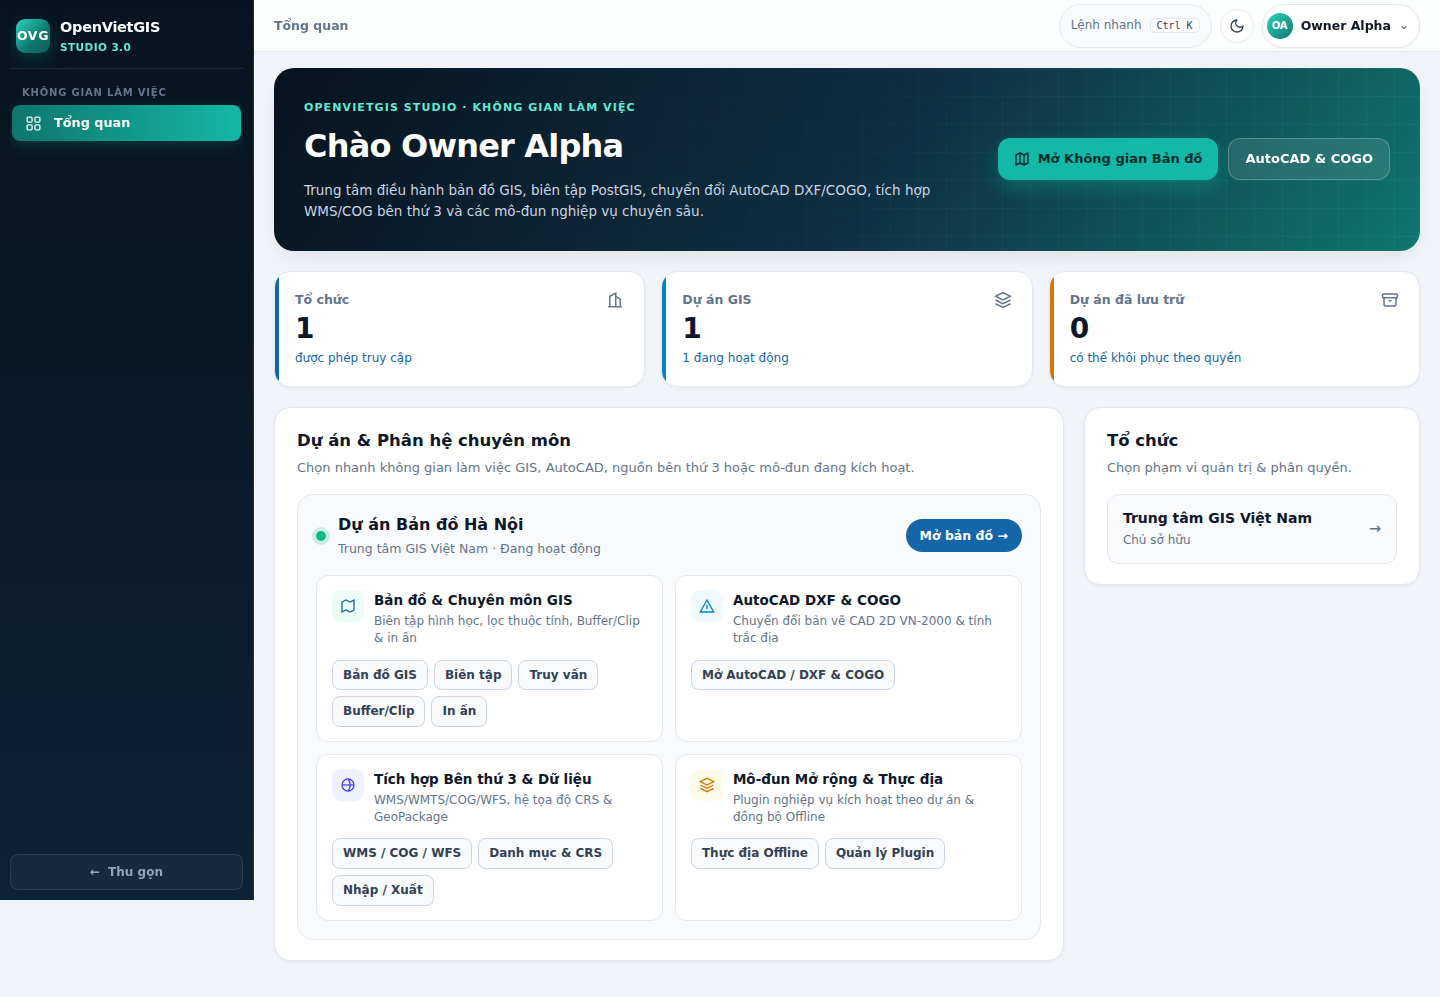 OVG
OpenVietGIS
STUDIO 3.0
KHÔNG GIAN LÀM VIỆC
Tổng quan
← Thu gọn
Tổng quan
Lệnh nhanh Ctrl K
OA Owner Alpha
OPENVIETGIS STUDIO · KHÔNG GIAN LÀM VIỆC
Chào Owner Alpha
Trung tâm điều hành bản đồ GIS, biên tập PostGIS, chuyển đổi AutoCAD DXF/COGO, tích hợp
WMS/COG bên thứ 3 và các mô-đun nghiệp vụ chuyên sâu.
Mở Không gian Bản đồ
AutoCAD & COGO
Tổ chức
1
được phép truy cập
Dự án GIS
1
1 đang hoạt động
Dự án đã lưu trữ
0
có thể khôi phục theo quyền
Dự án & Phân hệ chuyên môn
Chọn nhanh không gian làm việc GIS, AutoCAD, nguồn bên thứ 3 hoặc mô-đun đang kích hoạt.
Dự án Bản đồ Hà Nội
Trung tâm GIS Việt Nam · Đang hoạt động
Mở bản đồ →
Bản đồ & Chuyên môn GIS
Biên tập hình học, lọc thuộc tính, Buffer/Clip
& in ấn
Bản đồ GIS Biên tập Truy vấn
Buffer/Clip In ấn
AutoCAD DXF & COGO
Chuyển đổi bản vẽ CAD 2D VN-2000 & tính
trắc địa
Mở AutoCAD / DXF & COGO
Tích hợp Bên thứ 3 & Dữ liệu
WMS/WMTS/COG/WFS, hệ tọa độ CRS &
GeoPackage
WMS / COG / WFS Danh mục & CRS
Nhập / Xuất
Mô-đun Mở rộng & Thực địa
Plugin nghiệp vụ kích hoạt theo dự án &
đồng bộ Offline
Thực địa Offline Quản lý Plugin
Tổ chức
Chọn phạm vi quản trị & phân quyền.
Trung tâm GIS Việt Nam
Chủ sở hữu
→